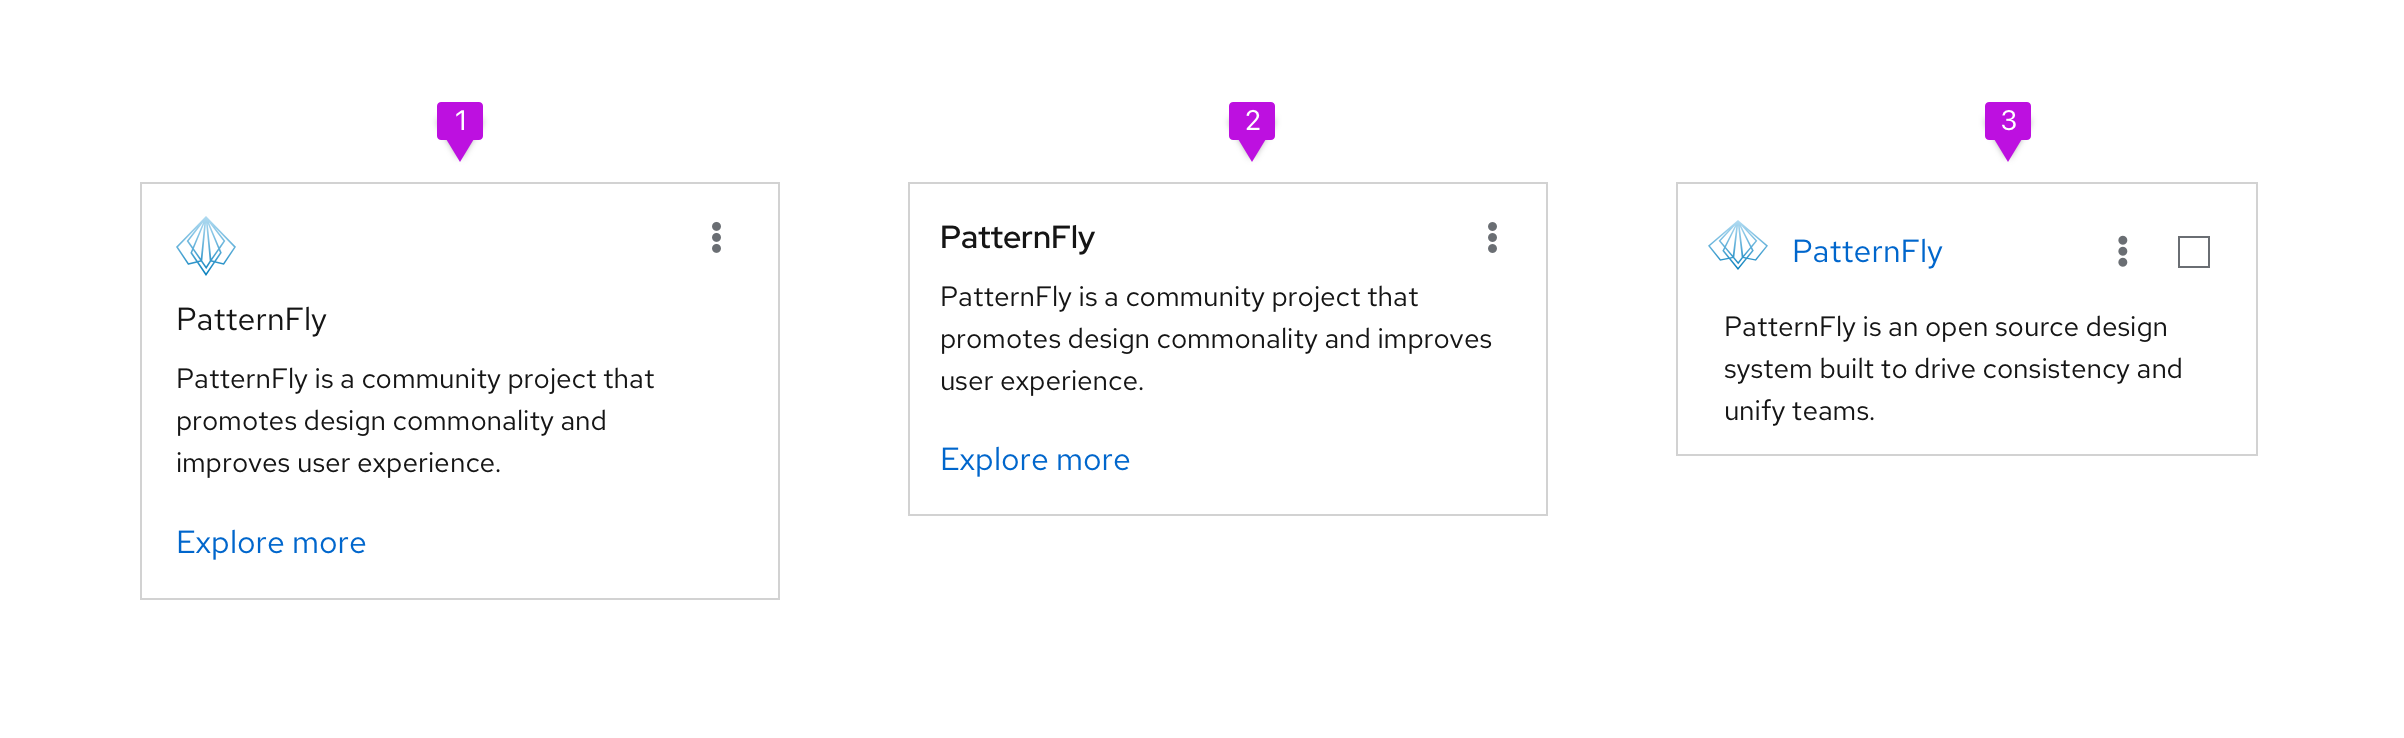 1
PatternFly
PatternFly is a community project that
promotes design commonality and
improves user experience.
Explore more
2
PatternFly
PatternFly is a community project that
promotes design commonality and improves
user experience.
Explore more
3
PatternFly
PatternFly is an open source design
system built to drive consistency and
unify teams.